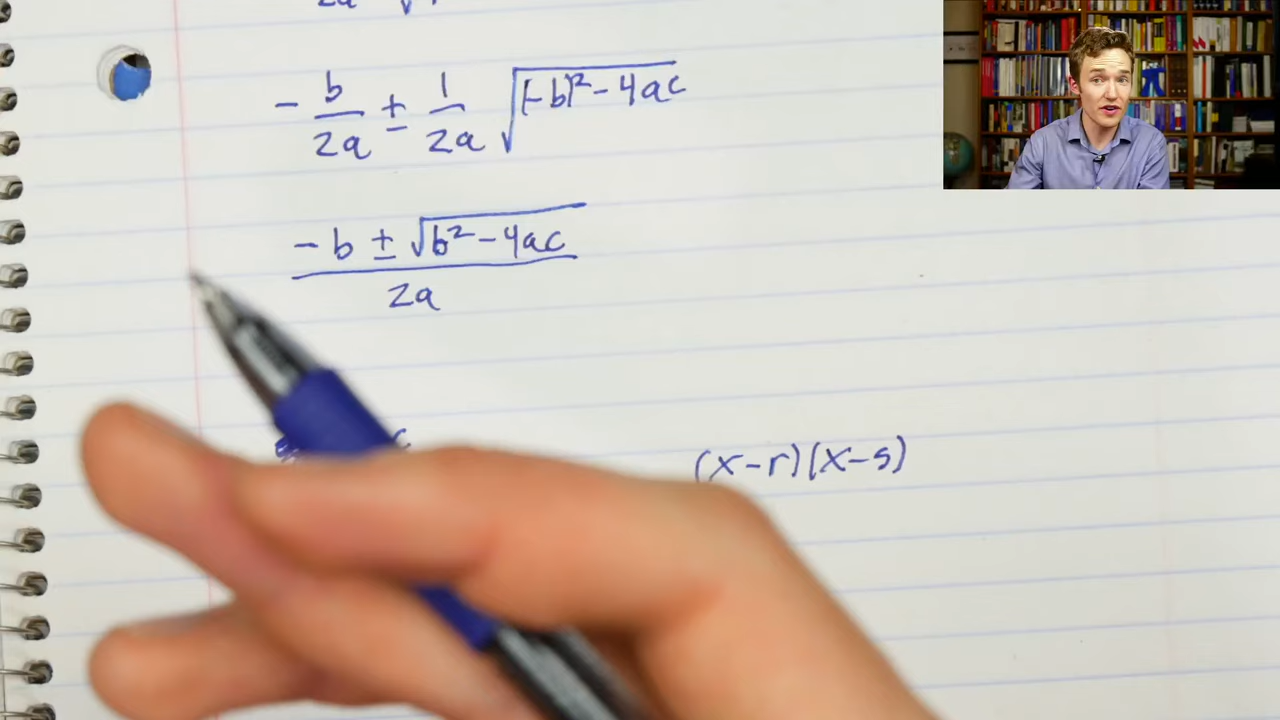 - b/2a ± 1/2a √(-b)² - 4ac
-b ± √b² - 4ac
2a
(x-r)(x-s)